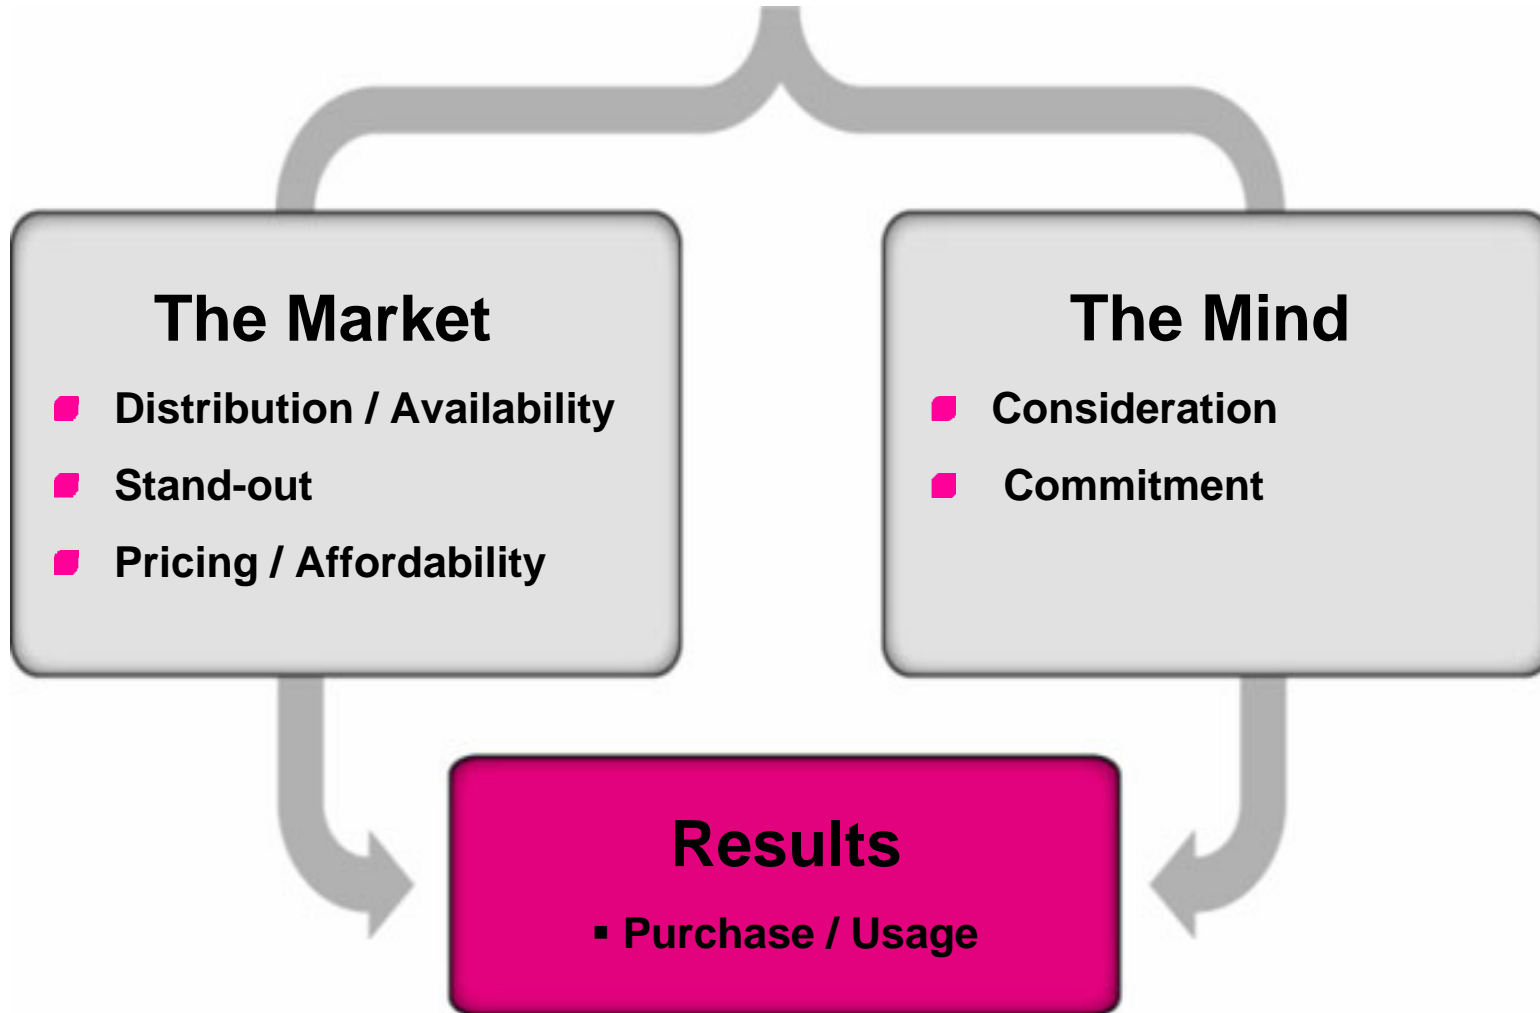 The Market
Distribution / Availability
Stand-out
Pricing / Affordability
The Mind
Consideration
Commitment
Results
▪ Purchase / Usage